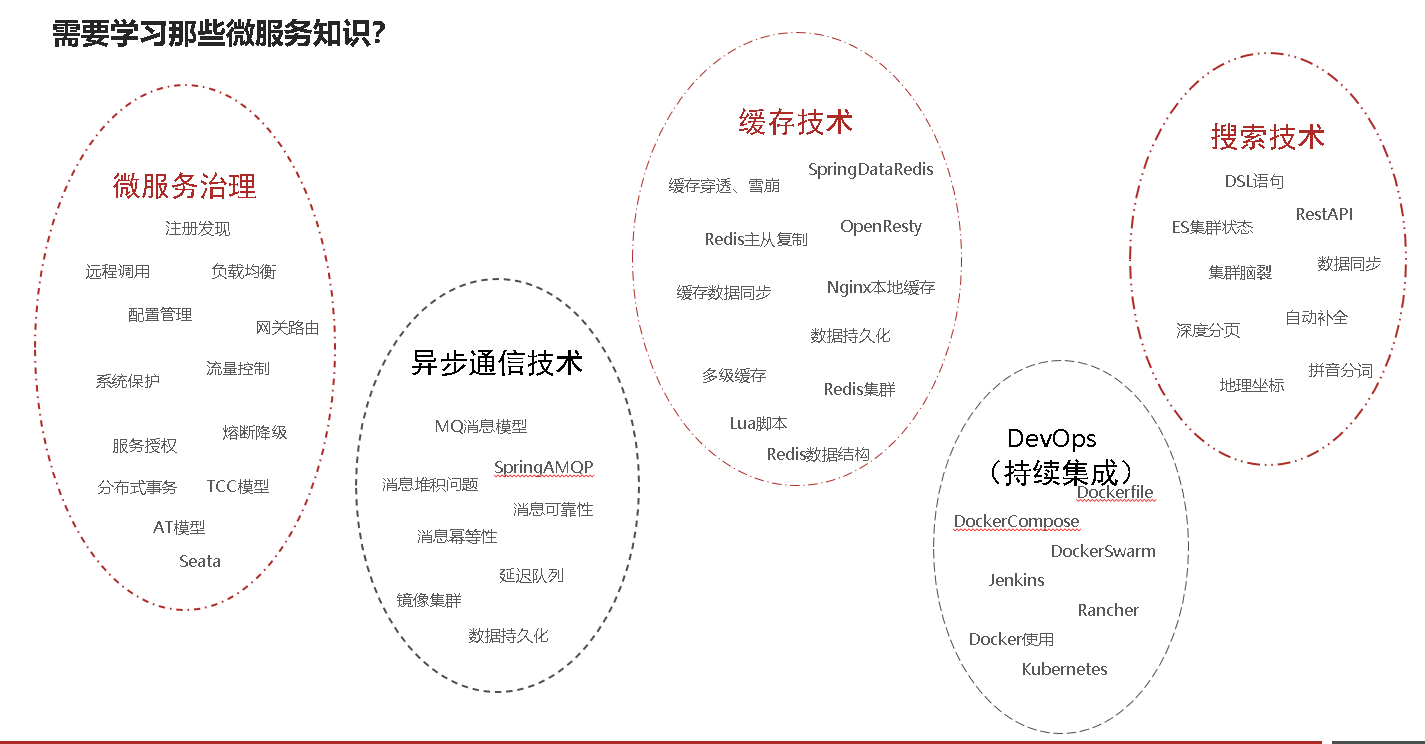 需要学习那些微服务知识?
微服务治理
注册发现
远程调用
负载均衡
配置管理
网关路由
流量控制
系统保护
熔断降级
服务授权
分布式事务
TCC模型
AT模型
Seata
异步通信技术
MQ消息模型
SpringAMQP
消息堆积问题
消息可靠性
消息幂等性
延迟队列
镜像集群
数据持久化
缓存技术
SpringDataRedis
缓存穿透、雪崩
OpenResty
Redis主从复制
Nginx本地缓存
缓存数据同步
数据持久化
多级缓存
Redis集群
Lua脚本
Redis数据结构
DevOps
（持续集成）
Dockerfile
DockerCompose
DockerSwarm
Jenkins
Rancher
Docker使用
Kubernetes
搜索技术
DSL语句
RestAPI
ES集群状态
数据同步
集群脑裂
自动补全
深度分页
拼音分词
地理坐标